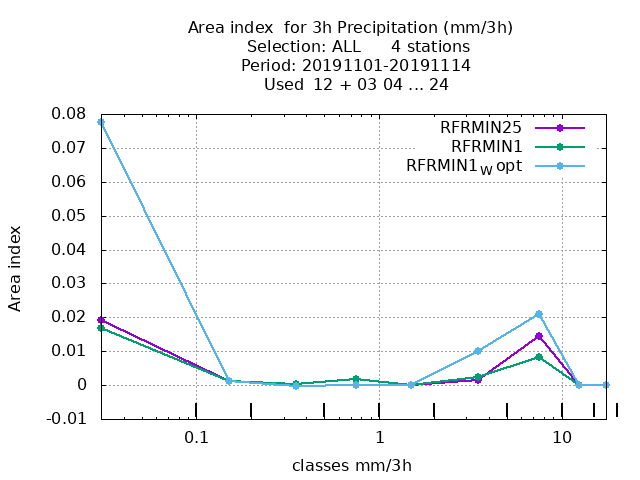 Area index  for 3h Precipitation (mm/3h)
Selection: ALL      4 stations
Period: 20191101-20191114
Used  12 + 03 04 ... 24
0.08
0.07
0.06
0.05
0.04
0.03
0.02
0.01
0
-0.01
Area index
RFRMIN25
RFRMIN1
RFRMIN1W opt
0.1
1
10
classes mm/3h